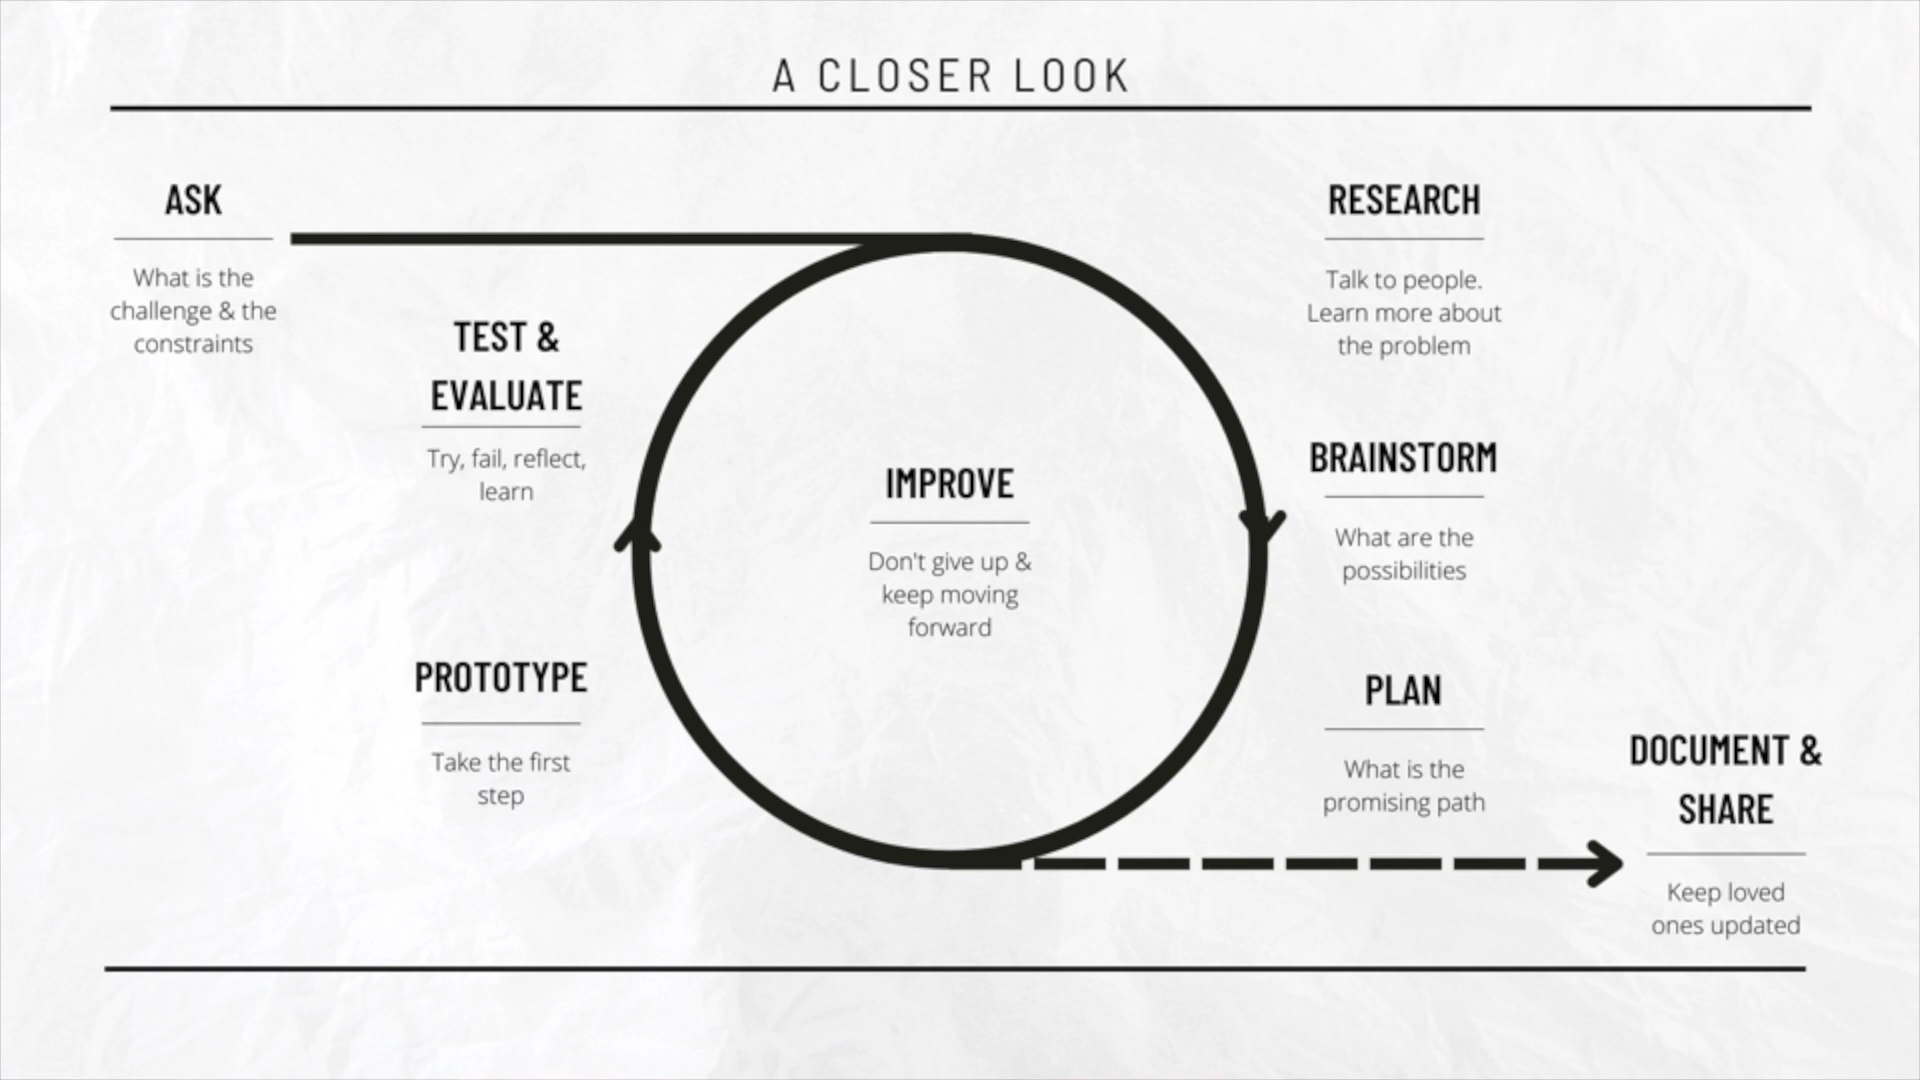 A CLOSER LOOK
ASK
What is the
challenge & the
constraints
RESEARCH
Talk to people.
Learn more about
the problem
BRAINSTORM
What are the
possibilities
PLAN
What is the
promising path
PROTOTYPE
Take the first
step
TEST &
EVALUATE
Try, fail, reflect,
learn
IMPROVE
Don't give up &
keep moving
forward
DOCUMENT &
SHARE
Keep loved
ones updated